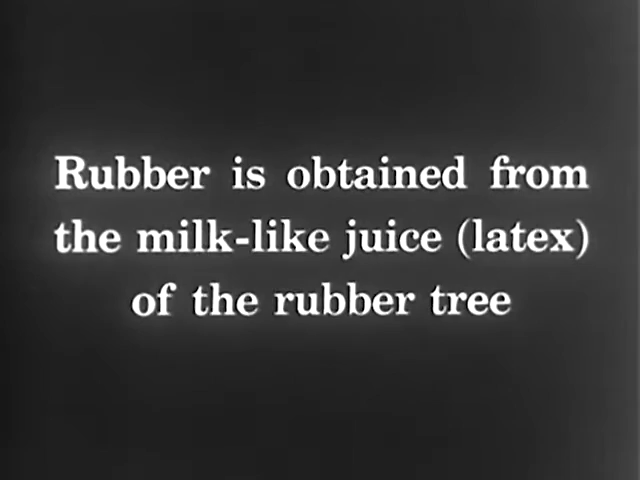 Rubber is obtained from
the milk-like juice (latex)
of the rubber tree